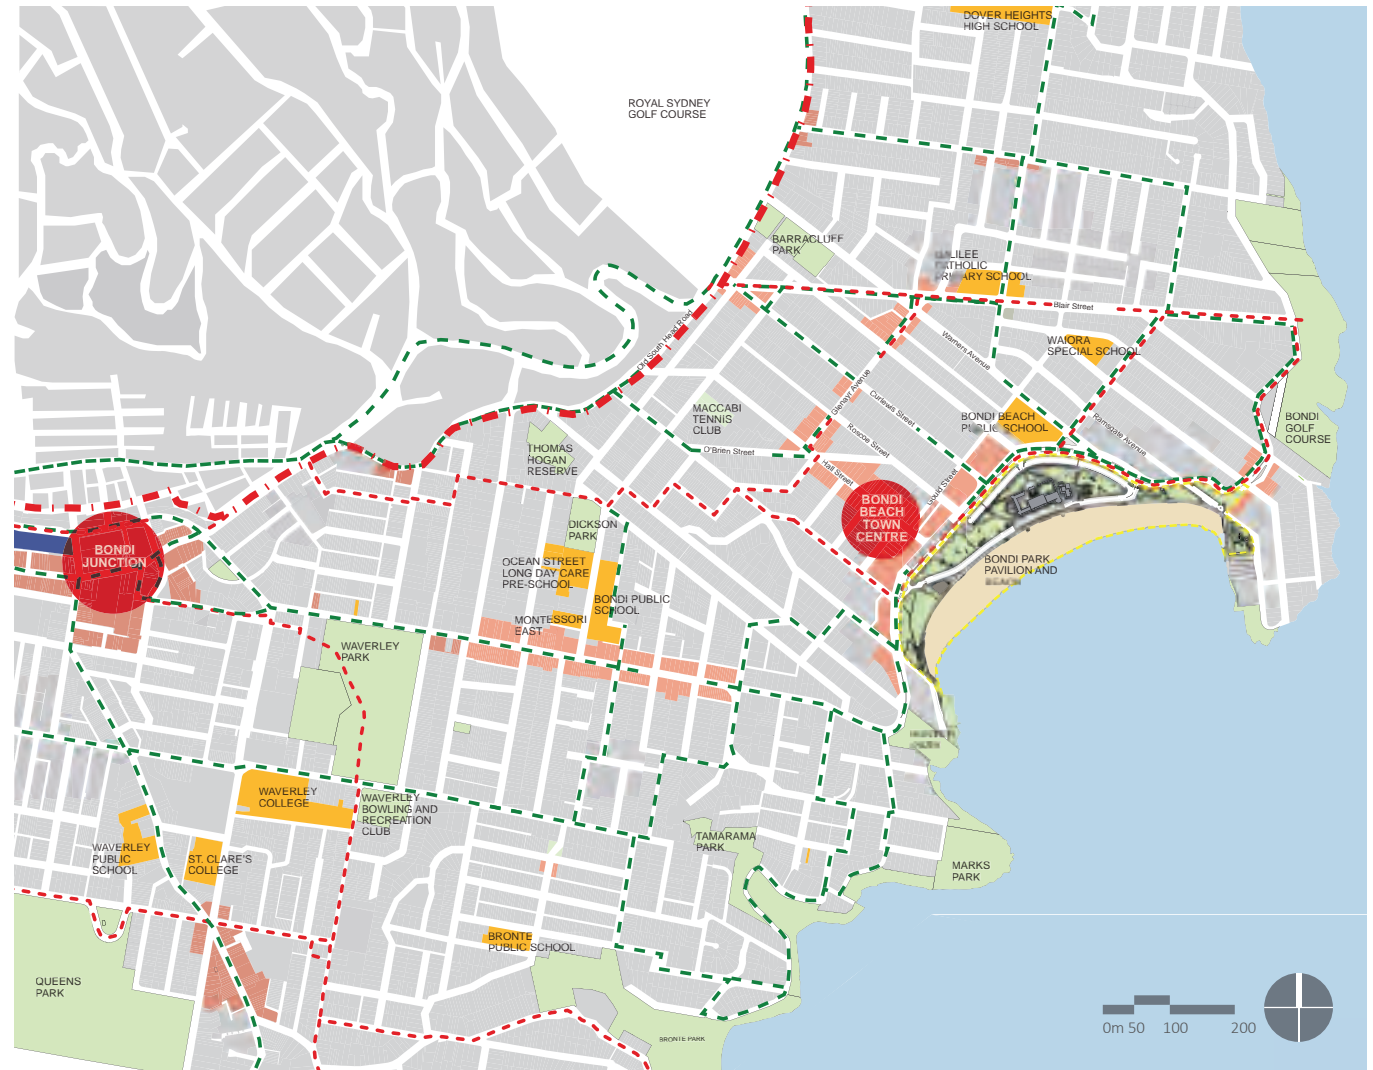 DOVER HEIGHTS
HIGH SCHOOL
ROYAL SYDNEY
GOLF COURSE
BARRACLUFF
PARK
CATHOLIC
PRIMARY SCHOOL
Blair Street
Old South Head Road
Warners Avenue
WAIORA
SPECIAL SCHOOL
Glenayr Avenue
Curlewis Street
MACCABI
TENNIS
CLUB
BONDI BEACH
PUBLIC SCHOOL
Ramsgate Avenue
BONDI
GOLF
COURSE
Roscoe Street
O'Brien Street
THOMAS
HOGAN
RESERVE
Hall Street
BONDI
BEACH
TOWN
CENTRE
DICKSON
PARK
BONDI
JUNCTION
OCEAN STREET
LONG DAY CARE
PRE-SCHOOL
BONDI PARK
PAVILION AND
BEACH
BONDI PUBLIC
SCHOOL
MONTESSORI
EAST
WAVERLEY
PARK
WAVERLEY
COLLEGE
WAVERLEY
BOWLING AND
RECREATION
CLUB
TAMARAMA
PARK
WAVERLEY
PUBLIC
SCHOOL
ST. CLARE'S
COLLEGE
MARKS
PARK
BRONTE
PUBLIC SCHOOL
QUEENS
PARK
BRONTE PARK
0m 50 100 200